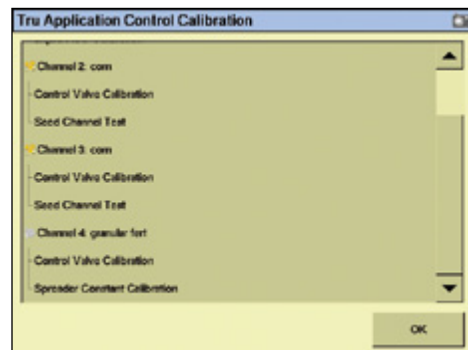 Tru Application Control Calibration
Channel 2: corn
Control Valve Calibration
Seed Channel Test
Channel 3: corn
Control Valve Calibration
Seed Channel Test
Channel 4: granular fert
Control Valve Calibration
Spreader Constant Calibration
OK